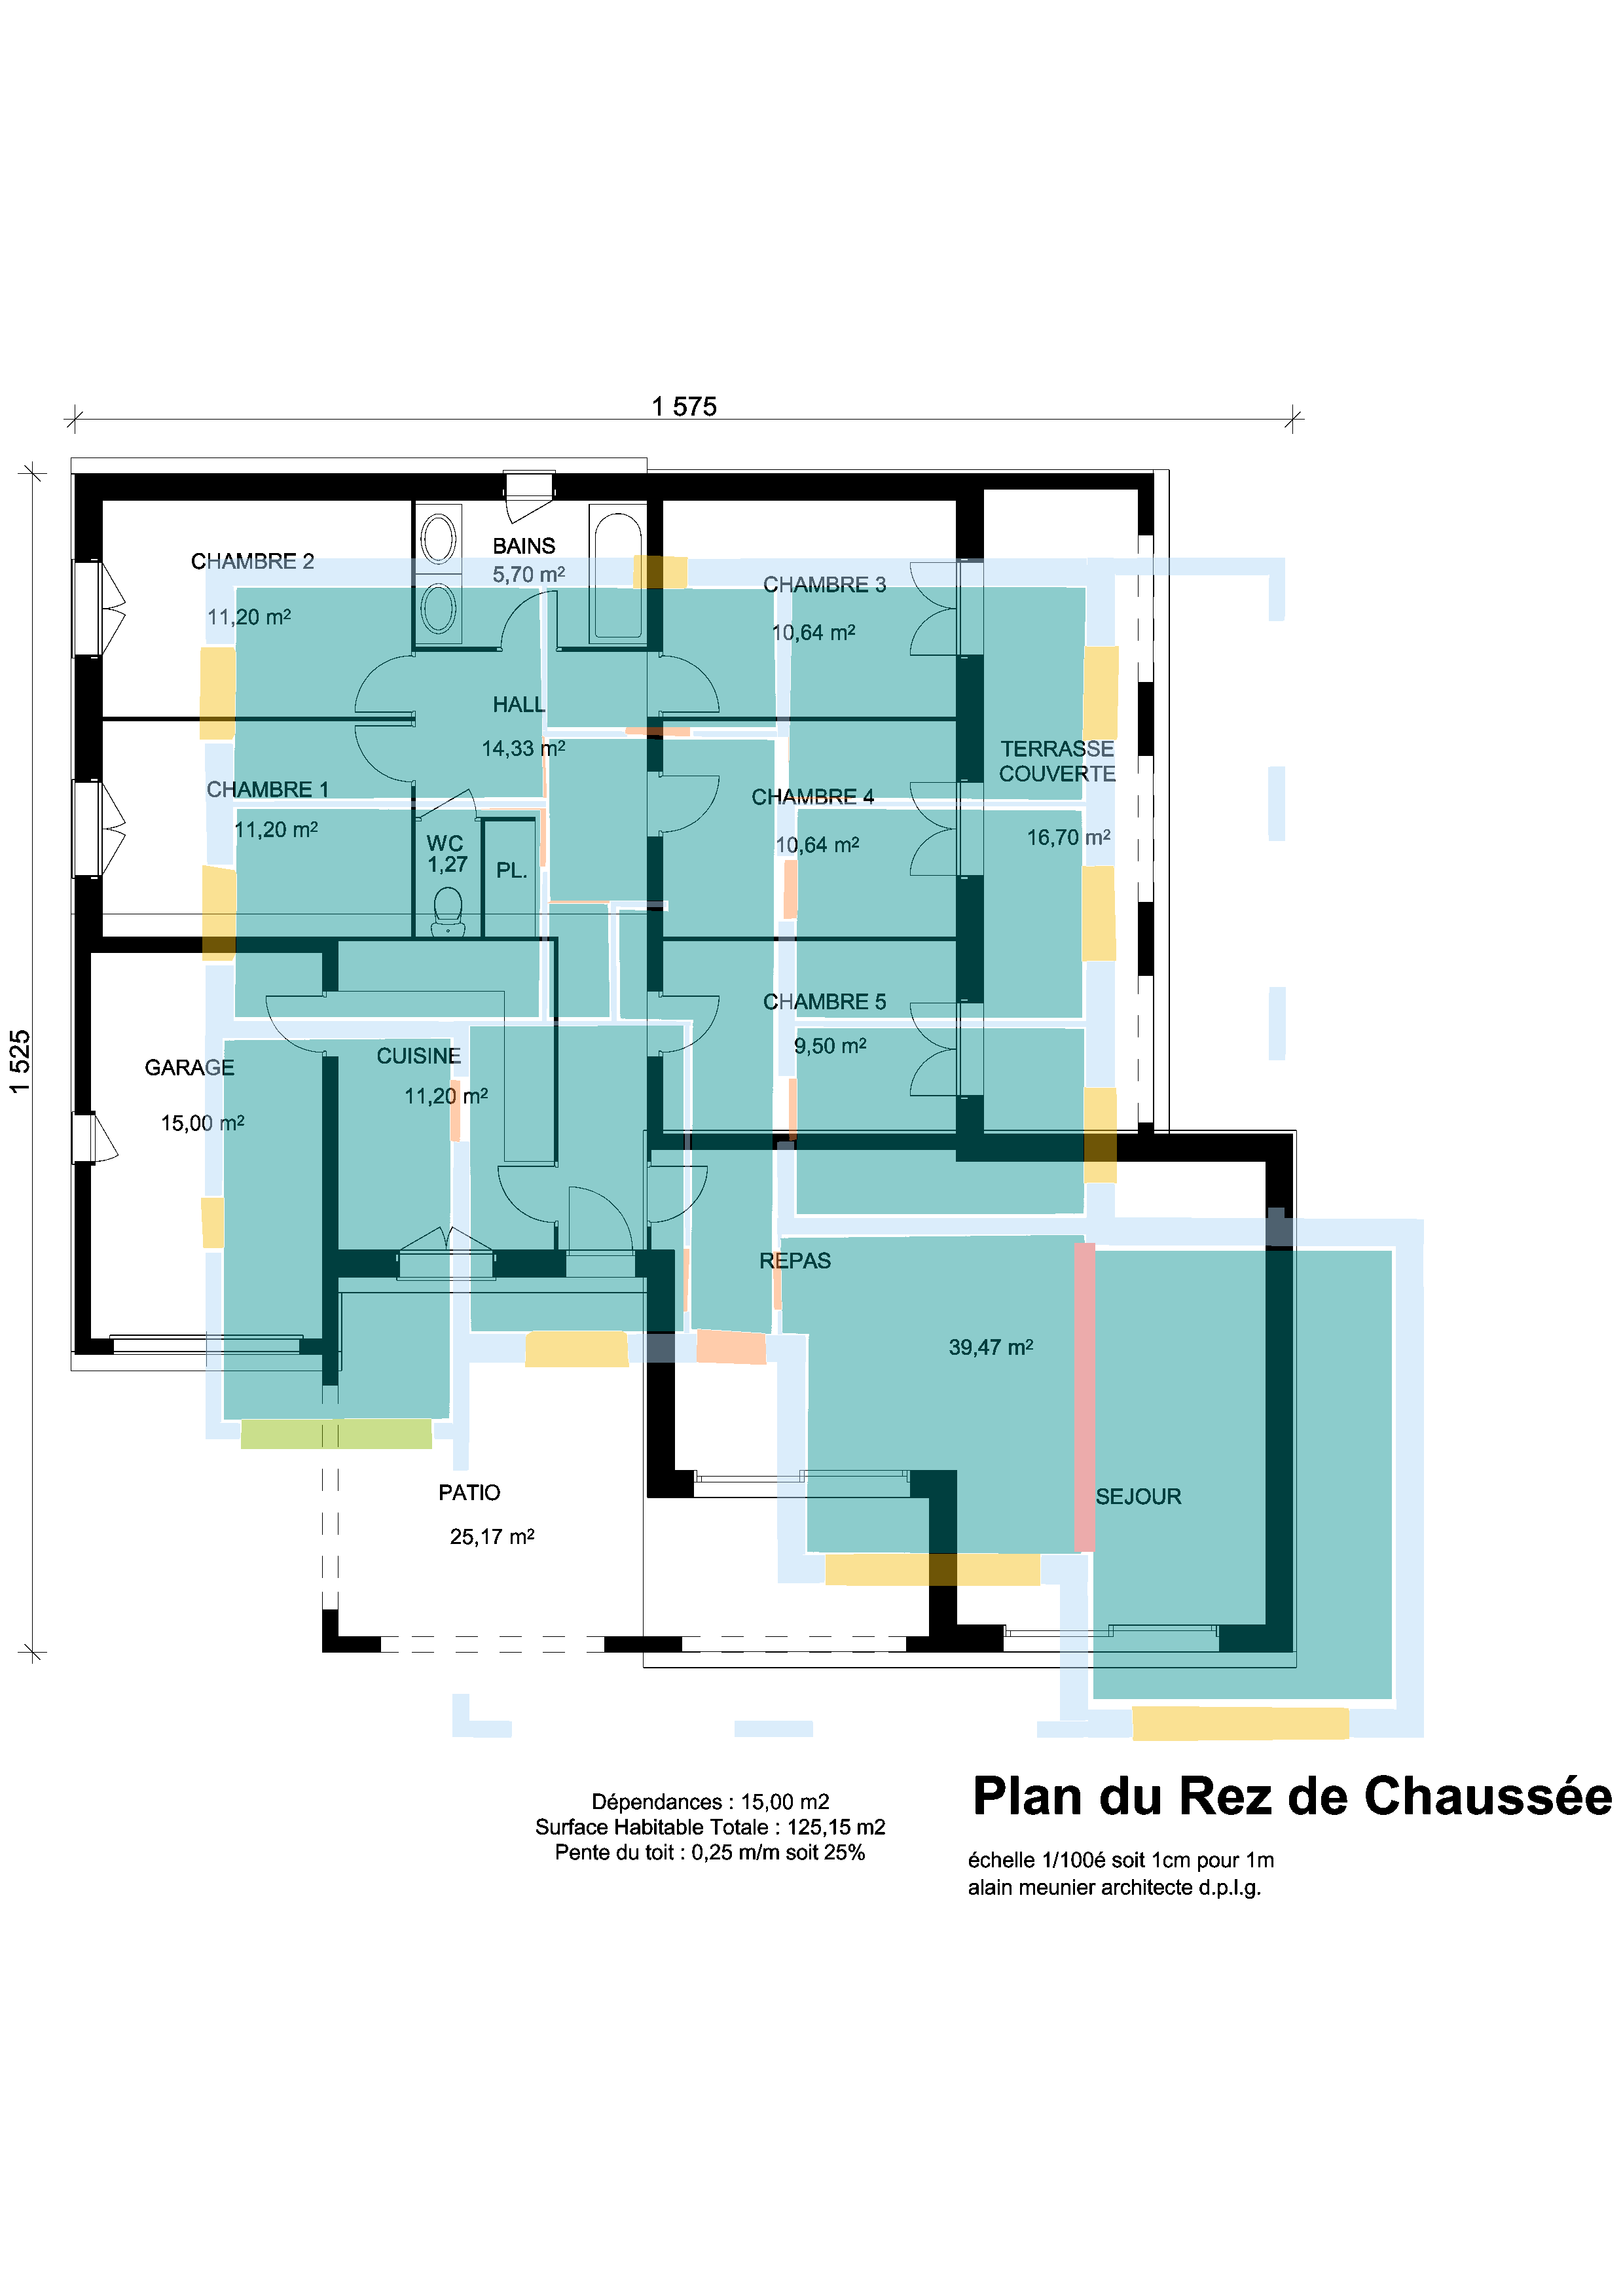 1 575
1 525
CHAMBRE 2
11,20 m²
BAINS
5,70 m²
CHAMBRE 3
10,64 m²
HALL
14,33 m²
TERRASSE
COUVERTE
16,70 m²
CHAMBRE 1
11,20 m²
WC
1,27
PL.
CHAMBRE 4
10,64 m²
CHAMBRE 5
9,50 m²
GARAGE
15,00 m²
CUISINE
11,20 m²
REPAS
39,47 m²
SEJOUR
PATIO
25,17 m²
Dépendances : 15,00 m2
Surface Habitable Totale : 125,15 m2
Pente du toit : 0,25 m/m soit 25%
Plan du Rez de Chaussée
échelle 1/100é soit 1cm pour 1m
alain meunier architecte d.p.l.g.